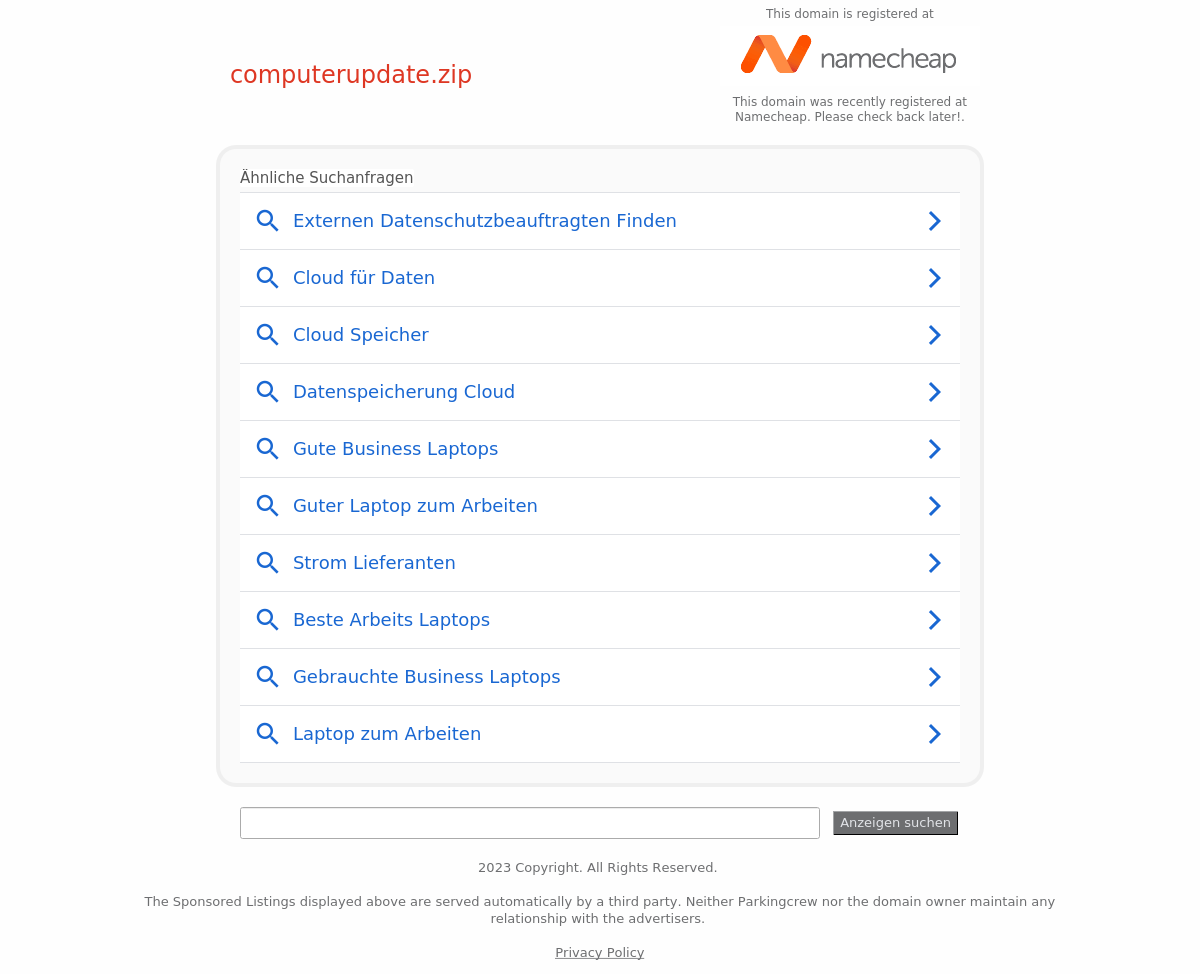 This domain is registered at
namecheap
computerupdate.zip
This domain was recently registered at
Namecheap. Please check back later!.
Ähnliche Suchanfragen
Externen Datenschutzbeauftragten Finden
Cloud für Daten
Cloud Speicher
Datenspeicherung Cloud
Gute Business Laptops
Guter Laptop zum Arbeiten
Strom Lieferanten
Beste Arbeits Laptops
Gebrauchte Business Laptops
Laptop zum Arbeiten
Anzeigen suchen
2023 Copyright. All Rights Reserved.
The Sponsored Listings displayed above are served automatically by a third party. Neither Parkingcrew nor the domain owner maintain any
relationship with the advertisers.
Privacy Policy